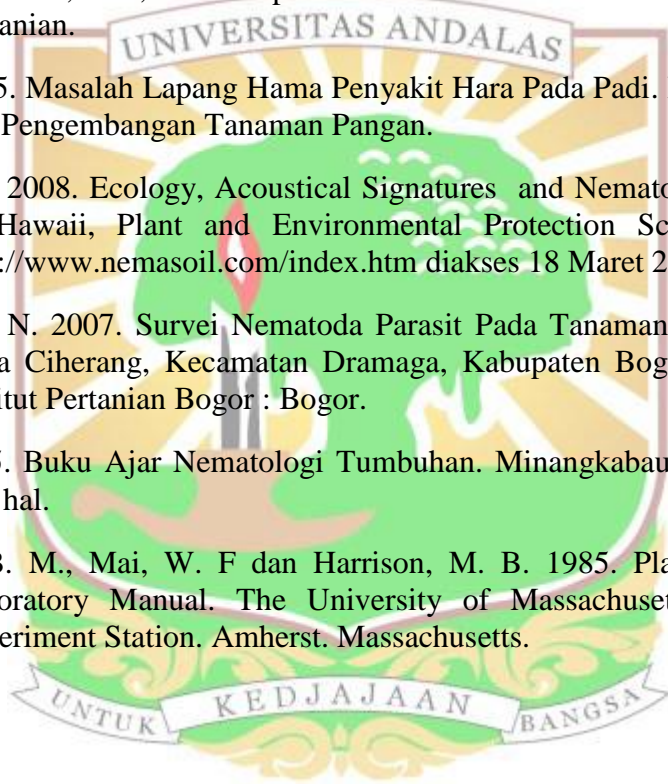 anian.
UNIVERSITAS ANDALAS
5. Masalah Lapang Hama Penyakit Hara Pada Padi.
Pengembangan Tanaman Pangan.
2008. Ecology, Acoustical Signatures and Nemato
Hawaii, Plant and Environmental Protection Sc
://www.nemasoil.com/index.htm diakses 18 Maret 2
N. 2007. Survei Nematoda Parasit Pada Tanaman
a Ciherang, Kecamatan Dramaga, Kabupaten Bog
itut Pertanian Bogor : Bogor.
5. Buku Ajar Nematologi Tumbuhan. Minangkabau
hal.
B. M., Mai, W. F dan Harrison, M. B. 1985. Pla
oratory Manual. The University of Massachuset
eriment Station. Amherst. Massachusetts.
UNTUK KEDJAJAAN BANGSA